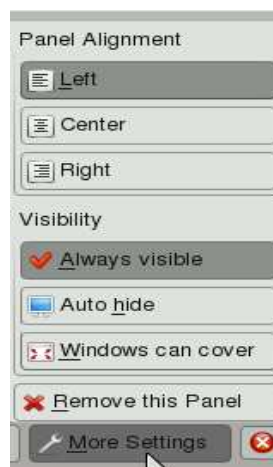 Panel Alignment
Left
Center
Right
Visibility
Always visible
Auto hide
Windows can cover
Remove this Panel
More Settings